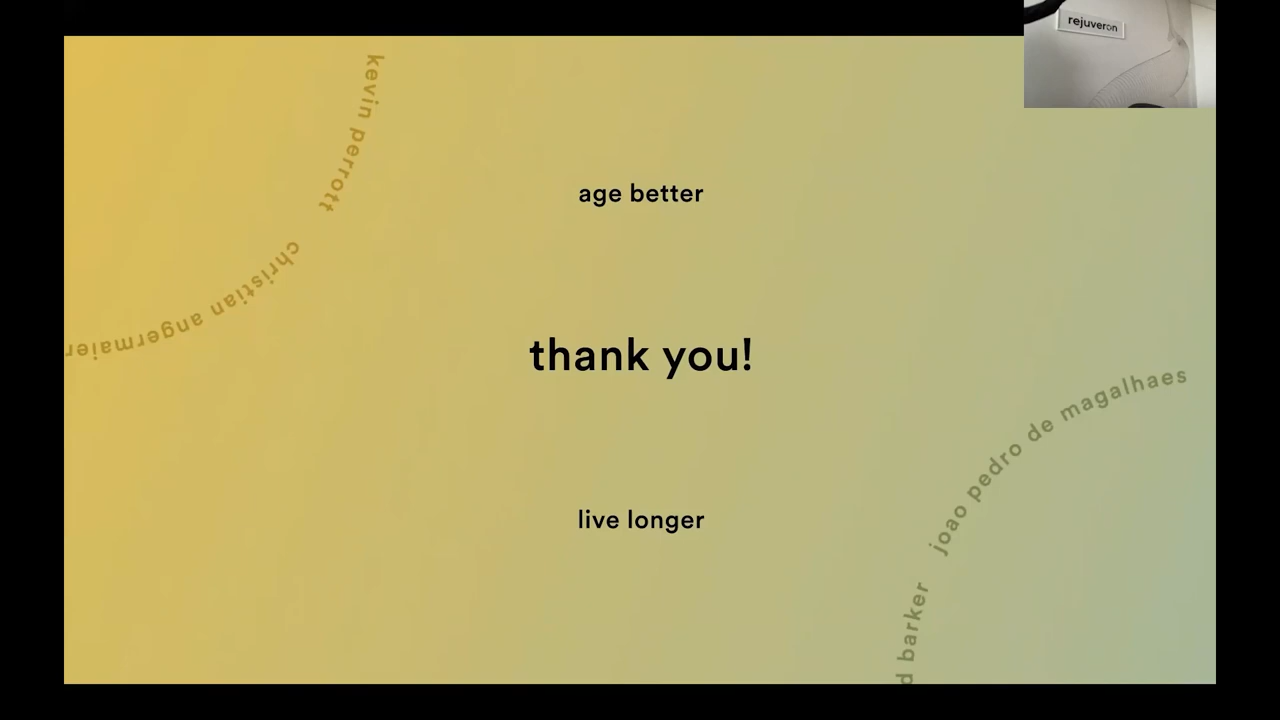 rejuveron
kevin perrott
christian angermaier
age better
thank you!
live longer
joao pedro de magalhaes
d barker